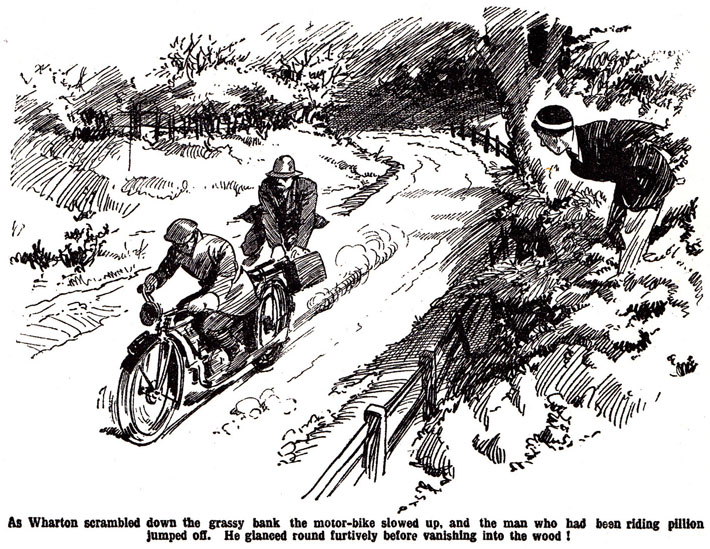 As Wharton scrambled down the grassy bank the motor-bike slowed up, and the man who had been riding pillion
jumped off. He glanced round furtively before vanishing into the wood !